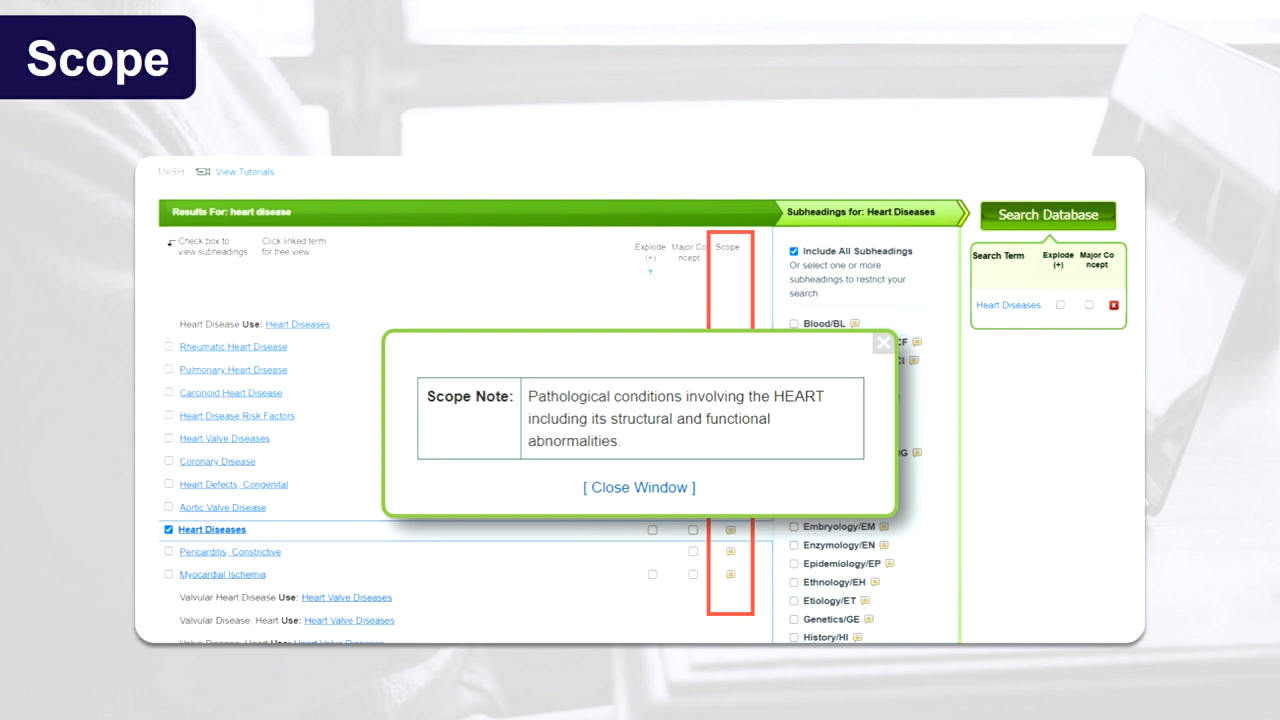 Scope
MeSH View Tutorials
Results For: heart disease
Subheadings for: Heart Diseases
Search Database
Check box to
view subheadings
Click linked term
for tree view
Explode
(+)
?
Major Co
ncept
Scope
Include All Subheadings
Or select one or more
subheadings to restrict your
search
Search Term
Explode
(+)
Major Co
ncept
Heart Diseases
Heart Disease Use: Heart Diseases
Rheumatic Heart Disease
Pulmonary Heart Disease
Carcinoid Heart Disease
Heart Disease Risk Factors
Heart Valve Diseases
Coronary Disease
Heart Defects, Congenital
Aortic Valve Disease
Heart Diseases
Pericarditis, Constrictive
Myocardial Ischemia
Valvular Heart Disease Use: Heart Valve Diseases
Valvular Disease, Heart Use: Heart Valve Diseases
Scope Note:
Pathological conditions involving the HEART
including its structural and functional
abnormalities.
[ Close Window ]
Blood/BL
CF
CI
Embryology/EM
Enzymology/EN
Epidemiology/EP
Ethnology/EH
Etiology/ET
Genetics/GE
History/HI